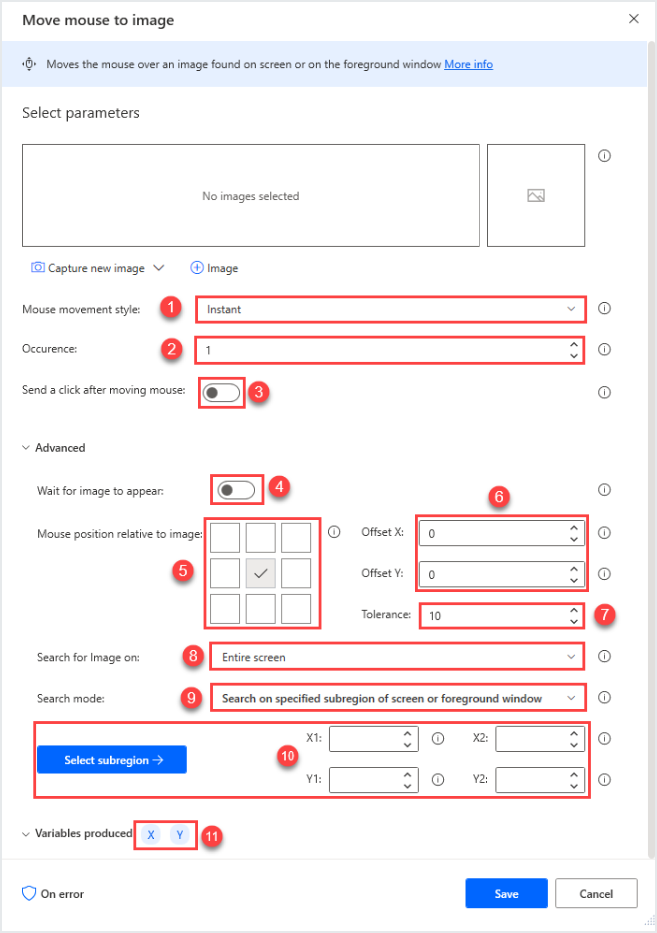 Move mouse to image
Moves the mouse over an image found on screen or on the foreground window More info
Select parameters
No images selected
Capture new image
Image
Mouse movement style: 1 Instant
Occurence: 2 1
Send a click after moving mouse: 3
Advanced
Wait for image to appear: 4
6
Mouse position relative to image: Offset X: 0
5 Offset Y: 0
Tolerance: 10 7
Search for Image on: 8 Entire screen
Search mode: 9 Search on specified subregion of screen or foreground window
X1: X2:
Select subregion → 10
Y1: Y2:
Variables produced X Y 11
On error Save Cancel